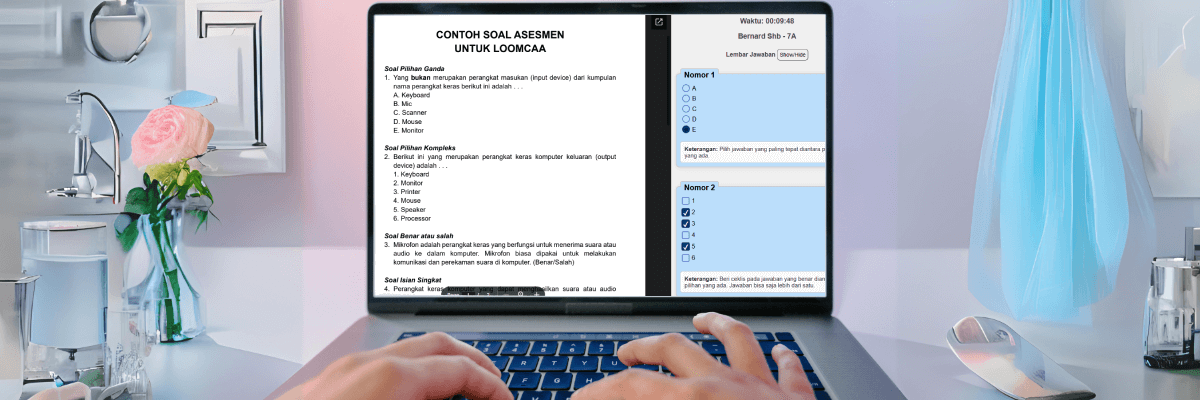 CONTOH SOAL ASESMEN
UNTUK LOOMCAA
Soal Pilihan Ganda
1. Yang bukan merupakan perangkat masukan (input device) dari kumpulan
nama perangkat keras berikut ini adalah . . .
A. Keyboard
B. Mic
C. Scanner
D. Mouse
E. Monitor
Soal Pilihan Kompleks
2. Berikut ini yang merupakan perangkat keras komputer keluaran (output
device) adalah . . .
1. Keyboard
2. Monitor
3. Printer
4. Mouse
5. Speaker
6. Processor
Soal Benar atau salah
3. Mikrofon adalah perangkat keras yang berfungsi untuk menerima suara atau
audio ke dalam komputer. Mikrofon biasa dipakai untuk melakukan
komunikasi dan perekaman suara di komputer. (Benar/Salah)
Soal Isian Singkat
4. Perangkat keras komputer yang dapat menghasilkan suara atau audio
Waktu: 00:09:48
Bernard Shb - 7A
Lembar Jawaban Show/Hide
Nomor 1
A
B
C
D
E
Keterangan: Pilih jawaban yang paling tepat diantara p
yang ada.
Nomor 2
1
2
3
4
5
6
Keterangan: Beri ceklis pada jawaban yang benar dian
pilihan yang ada. Jawaban bisa saja lebih dari satu.